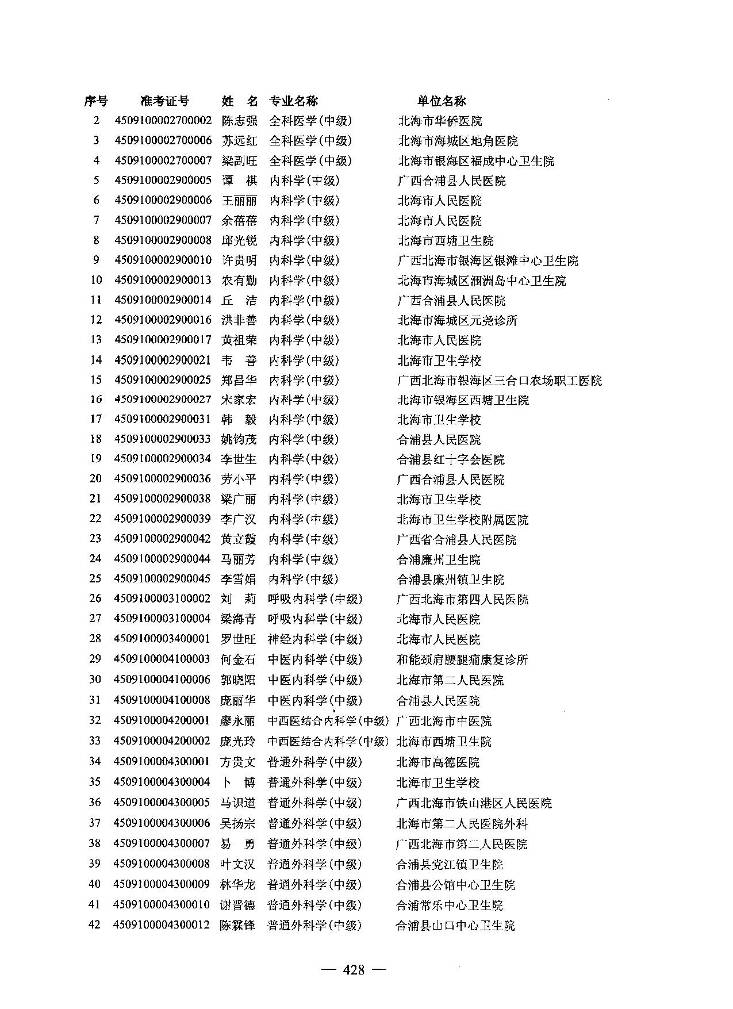 序号 准考证号 姓 名 专业名称 单位名称
2 4509100002700002 陈志强 全科医学(中级) 北海市华侨医院
3 4509100002700006 苏远红 全科医学(中级) 北海市海城区地角医院
4 4509100002700007 梁 旺 全科医学(中级) 北海市银海区福成中心卫生院
5 4509100002900005 谭 棋 内科学(中级) 广西合浦县人民医院
6 4509100002900006 王丽丽 内科学(中级) 北海市人民医院
7 4509100002900007 余蓓蓓 内科学(中级) 北海市人民医院
8 4509100002900008 邱光锐 内科学(中级) 北海市西塘卫生院
9 4509100002900010 许贵明 内科学(中级) 广西北海市银海区银滩中心卫生院
10 4509100002900013 农有勤 内科学(中级) 北海市海城区涠洲岛中心卫生院
11 4509100002900014 丘 洁 内科学(中级) 广西合浦县人民医院
12 4509100002900016 洪非善 内科学(中级) 北海市海城区元尧诊所
13 4509100002900017 黄祖荣 内科学(中级) 北海市人民医院
14 4509100002900021 韦 善 内科学(中级) 北海市卫生学校
15 4509100002900025 郑昌华 内科学(中级) 广西北海市银海区三合口农场职工医院
16 4509100002900027 宋家宏 内科学(中级) 北海市银海区西塘卫生院
17 4509100002900031 韩 毅 内科学(中级) 北海市卫生学校
18 4509100002900033 姚钧茂 内科学(中级) 合浦县人民医院
19 4509100002900034 李世生 内科学(中级) 合浦县红十字会医院
20 4509100002900036 劳小平 内科学(中级) 广西合浦县人民医院
21 4509100002900038 梁广丽 内科学(中级) 北海市卫生学校
22 4509100002900039 李广汉 内科学(中级) 北海市卫生学校附属医院
23 4509100002900042 黄立霞 内科学(中级) 广西省合浦县人民医院
24 4509100002900044 马丽芳 内科学(中级) 合浦廉州卫生院
25 4509100002900045 李雪娟 内科学(中级) 合浦县廉州镇卫生院
26 4509100003100002 刘 莉 呼吸内科学(中级) 广西北海市第四人民医院
27 4509100003100004 梁海青 呼吸内科学(中级) 北海市人民医院
28 4509100003400001 罗世旺 神经内科学(中级) 北海市人民医院
29 4509100004100003 何金石 中医内科学(中级) 和能颈肩腰腿痛康复诊所
30 4509100004100006 郭晓阳 中医内科学(中级) 北海市第二人民医院
31 4509100004100008 庞丽华 中医内科学(中级) 合浦县人民医院
32 4509100004200001 廖永丽 中西医结合内科学(中级) 广西北海市中医院
33 4509100004200002 庞光玲 中西医结合内科学(中级) 北海市西塘卫生院
34 4509100004300001 方贵文 普通外科学(中级) 北海市高德医院
35 4509100004300004 卜 博 普通外科学(中级) 北海市卫生学校
36 4509100004300005 马识道 普通外科学(中级) 广西北海市铁山港区人民医院
37 4509100004300006 吴扬宗 普通外科学(中级) 北海市第二人民医院外科
38 4509100004300007 易 勇 普通外科学(中级) 广西北海市第二人民医院
39 4509100004300008 叶文汉 普通外科学(中级) 合浦县党江镇卫生院
40 4509100004300009 林华龙 普通外科学(中级) 合浦县公馆中心卫生院
41 4509100004300010 谢晋德 普通外科学(中级) 合浦常乐中心卫生院
42 4509100004300012 陈霖锋 普通外科学(中级) 合浦县山口中心卫生院
— 428 —